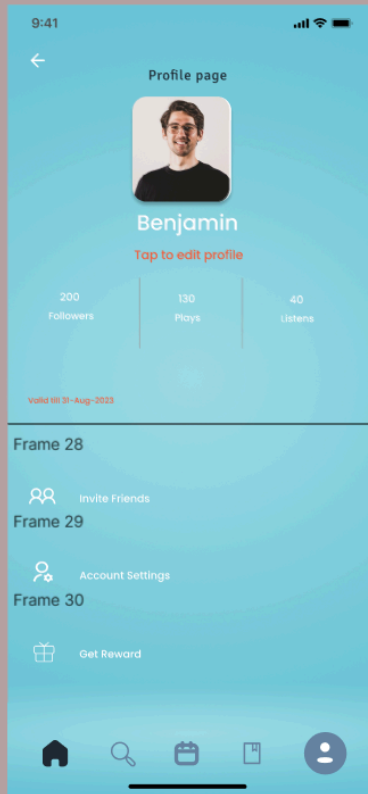 9:41
Profile page
Benjamin
Tap to edit profile
200 130 40
Followers Plays Listens
Valid till 31-Aug-2023
Frame 28
Invite Friends
Frame 29
Account Settings
Frame 30
Get Reward